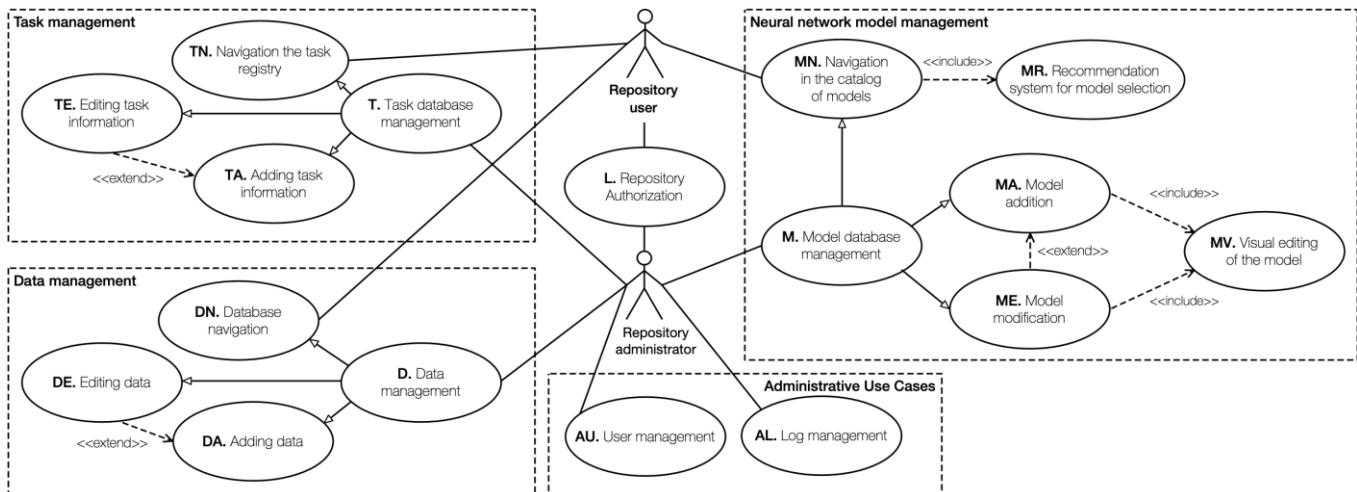 Task management
TN. Navigation the task
registry
TE. Editing task
information
T. Task database
management
<<extend>>
TA. Adding task
information
Data management
DN. Database
navigation
DE. Editing data
D. Data
management
<<extend>>
DA. Adding data
Repository
user
L. Repository
Authorization
Repository
administrator
Administrative Use Cases
AU. User management
AL. Log management
Neural network model management
MN. Navigation
in the catalog
of models
<<include>>
MR. Recommendation
system for model selection
M. Model database
management
MA. Model
addition
<<include>>
<<extend>>
MV. Visual editing
of the model
ME. Model
modification
<<include>>